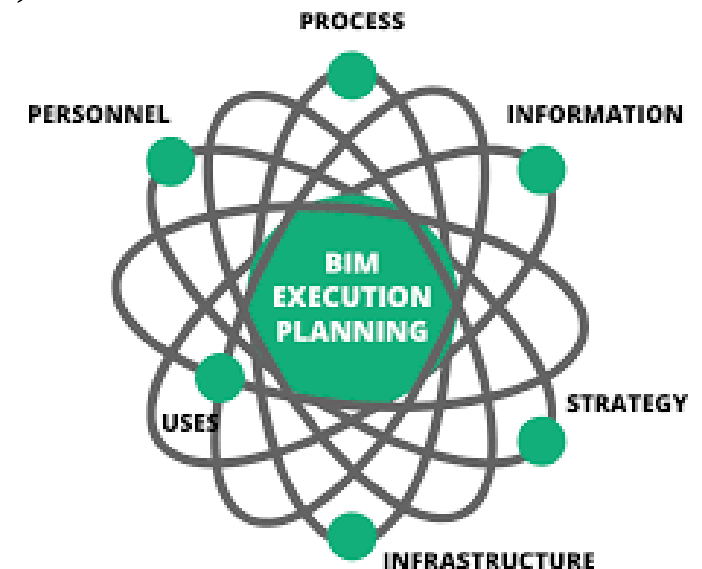 PROCESS
PERSONNEL
INFORMATION
BIM
EXECUTION
PLANNING
USES
STRATEGY
INFRASTRUCTURE